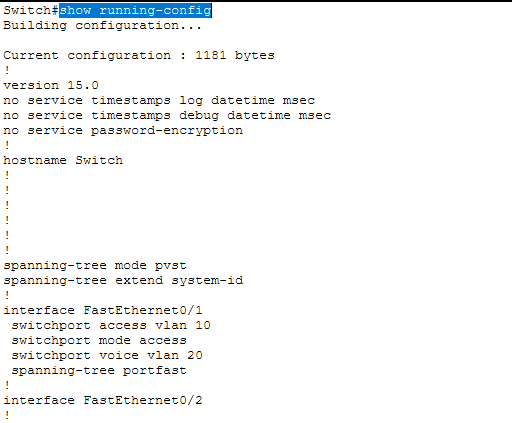 Switch#show running-config
Building configuration...
Current configuration : 1181 bytes
!
version 15.0
no service timestamps log datetime msec
no service timestamps debug datetime msec
no service password-encryption
!
hostname Switch
!
!
!
!
!
!
spanning-tree mode pvst
spanning-tree extend system-id
!
interface FastEthernet0/1
switchport access vlan 10
switchport mode access
switchport voice vlan 20
spanning-tree portfast
!
interface FastEthernet0/2
!